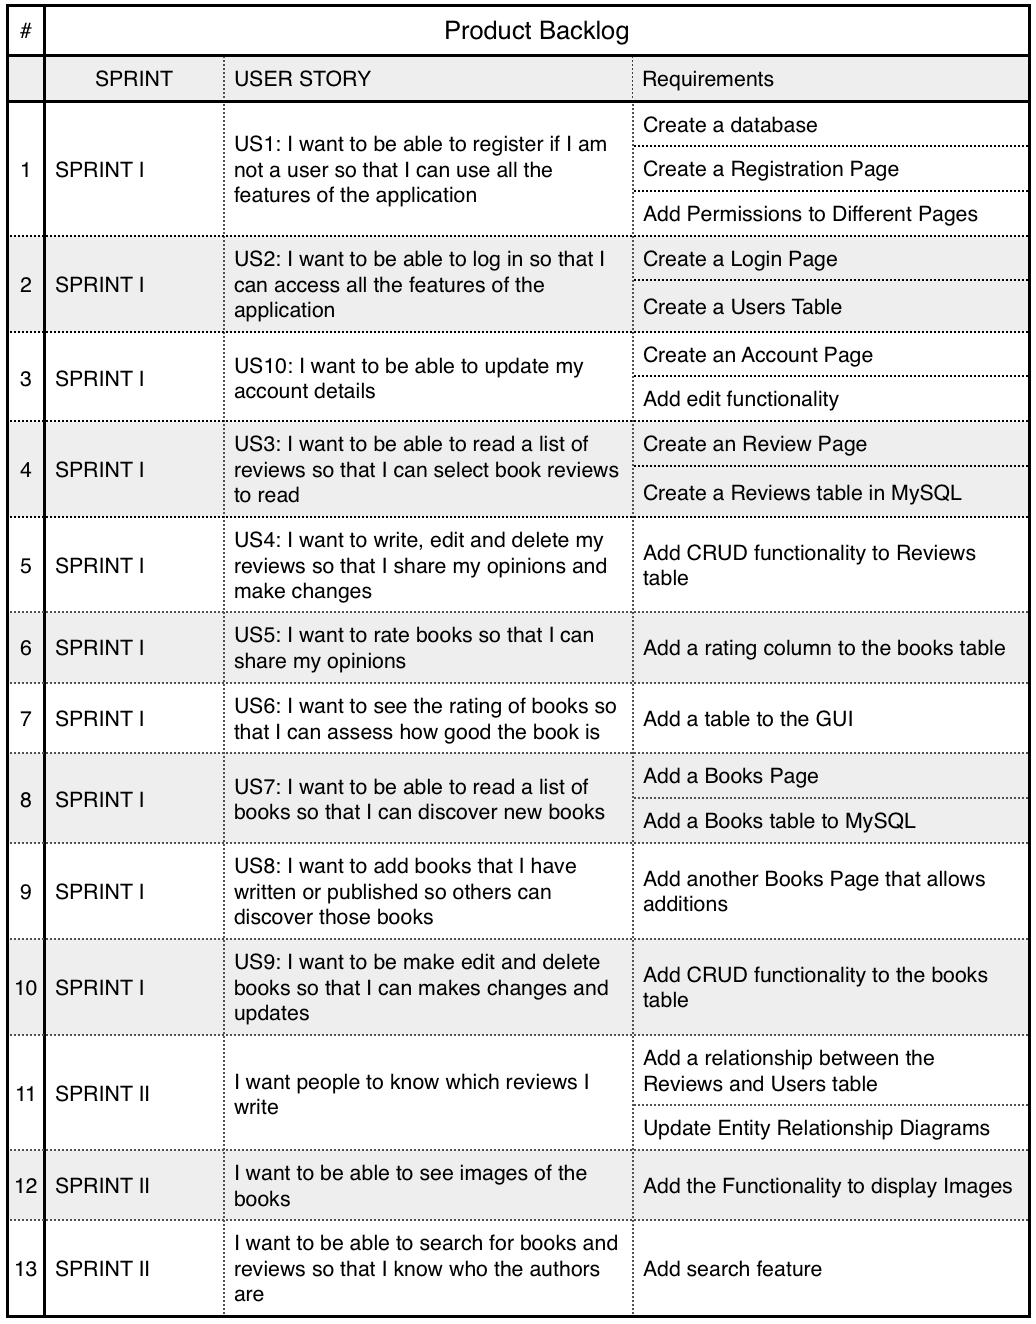 #
Product Backlog
SPRINT
USER STORY
Requirements
1
SPRINT I
US1: I want to be able to register if I am
not a user so that I can use all the
features of the application
Create a database
Create a Registration Page
Add Permissions to Different Pages
2
SPRINT I
US2: I want to be able to log in so that I
can access all the features of the
application
Create a Login Page
Create a Users Table
3
SPRINT I
US10: I want to be able to update my
account details
Create an Account Page
Add edit functionality
4
SPRINT I
US3: I want to be able to read a list of
reviews so that I can select book reviews
to read
Create an Review Page
Create a Reviews table in MySQL
5
SPRINT I
US4: I want to write, edit and delete my
reviews so that I share my opinions and
make changes
Add CRUD functionality to Reviews
table
6
SPRINT I
US5: I want to rate books so that I can
share my opinions
Add a rating column to the books table
7
SPRINT I
US6: I want to see the rating of books so
that I can assess how good the book is
Add a table to the GUI
8
SPRINT I
US7: I want to be able to read a list of
books so that I can discover new books
Add a Books Page
Add a Books table to MySQL
9
SPRINT I
US8: I want to add books that I have
written or published so others can
discover those books
Add another Books Page that allows
additions
10
SPRINT I
US9: I want to be make edit and delete
books so that I can makes changes and
updates
Add CRUD functionality to the books
table
11
SPRINT II
I want people to know which reviews I
write
Add a relationship between the
Reviews and Users table
Update Entity Relationship Diagrams
12
SPRINT II
I want to be able to see images of the
books
Add the Functionality to display Images
13
SPRINT II
I want to be able to search for books and
reviews so that I know who the authors
are
Add search feature